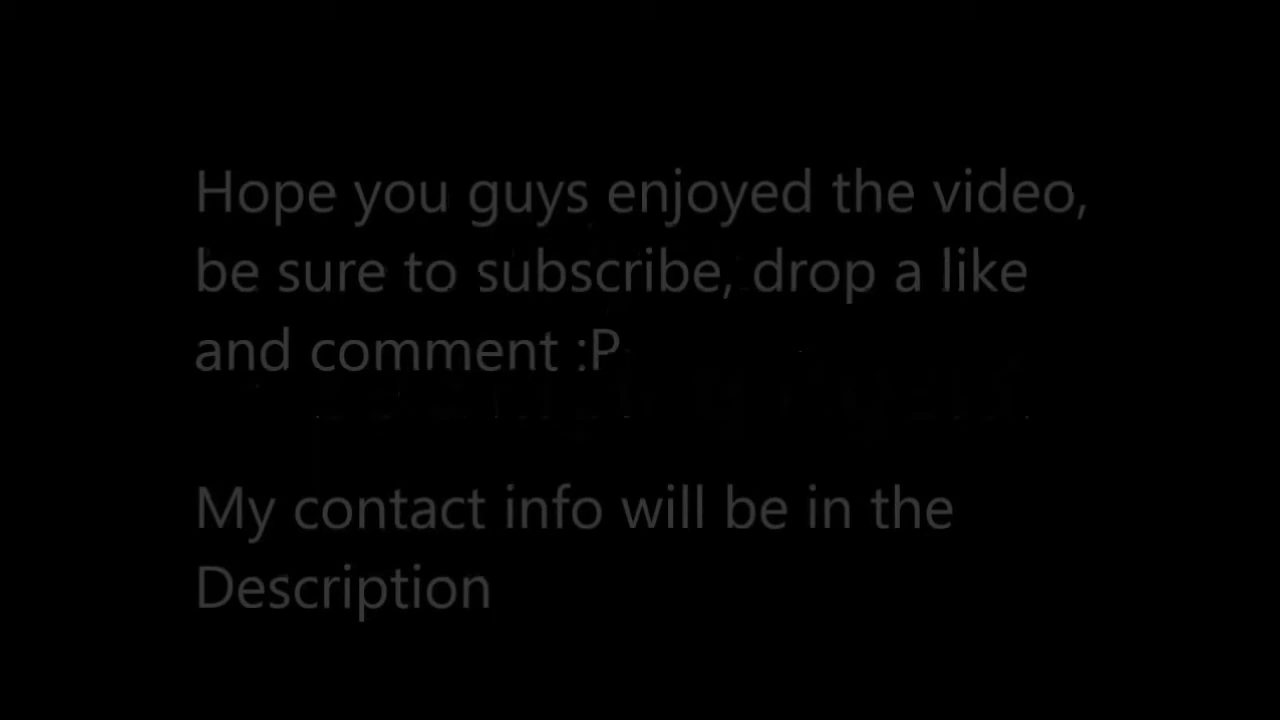 Hope you guys enjoyed the video,
be sure to subscribe, drop a like
and comment :P
My contact info will be in the
Description